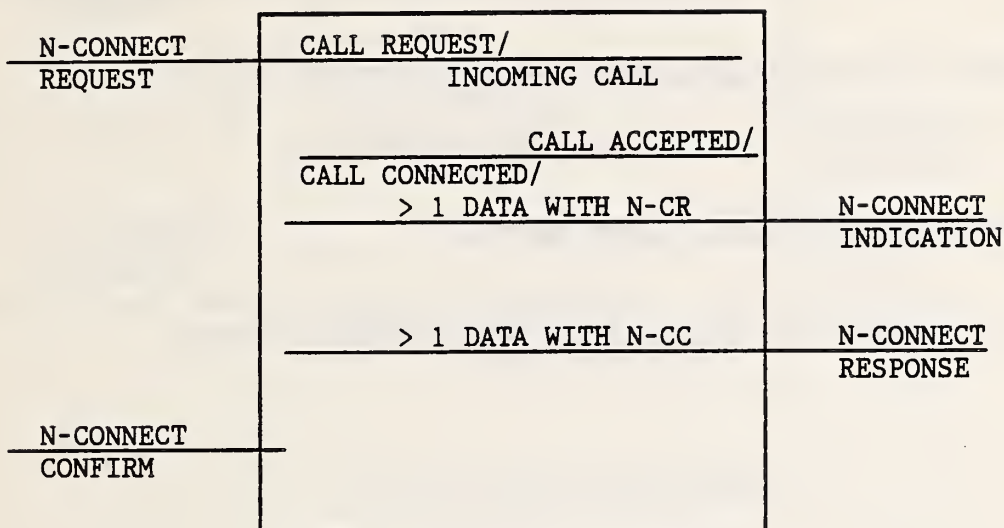 N-CONNECT CALL REQUEST/
REQUEST INCOMING CALL
CALL ACCEPTED/
CALL CONNECTED/
> 1 DATA WITH N-CR N-CONNECT
INDICATION
> 1 DATA WITH N-CC N-CONNECT
RESPONSE
N-CONNECT
CONFIRM